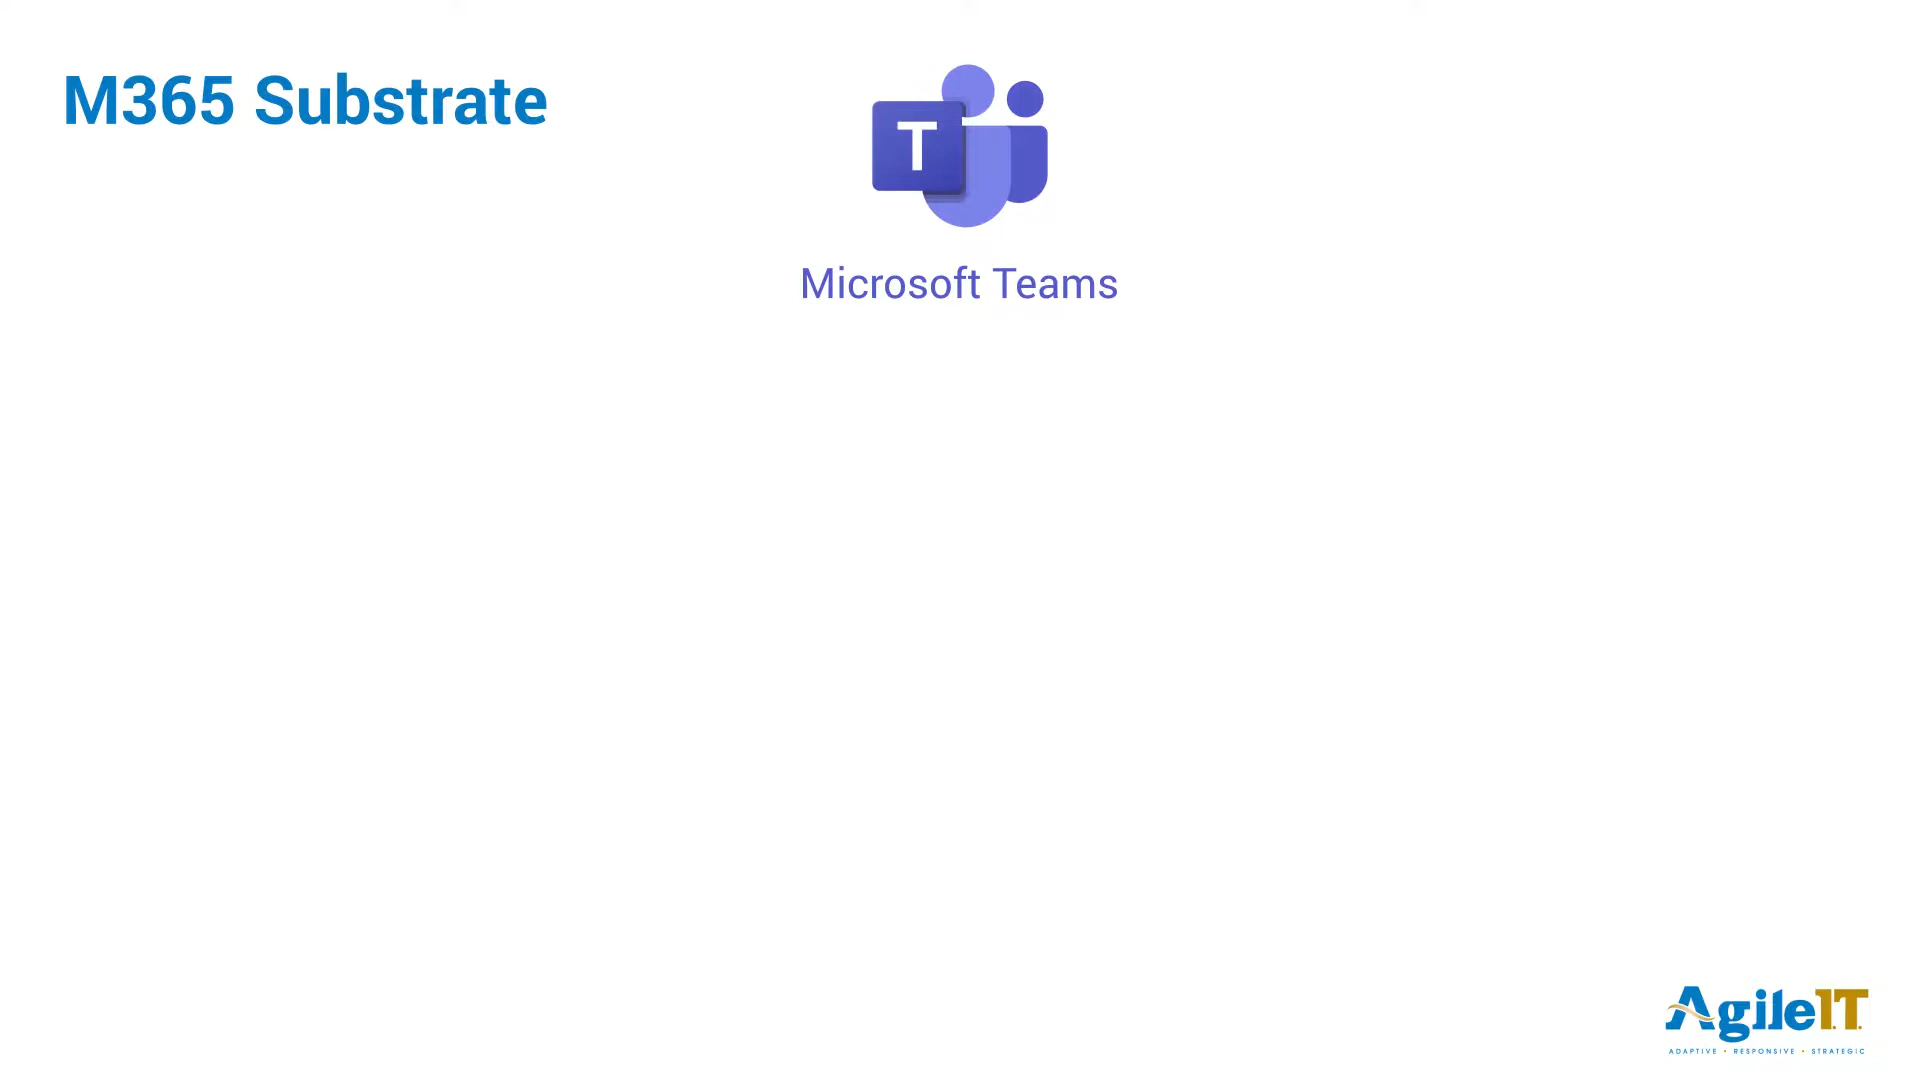 M365 Substrate
T
Microsoft Teams
AgileIT
ADAPTIVE • RESPONSIVE • STRATEGIC